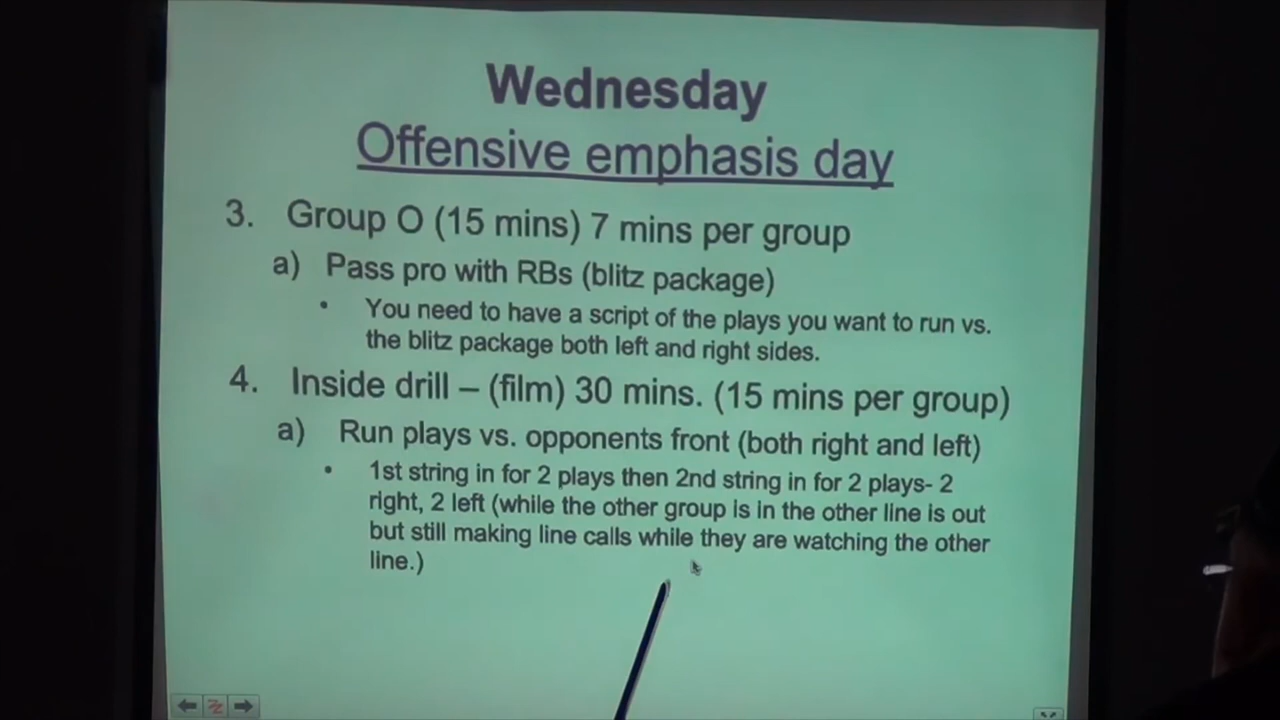 Wednesday
Offensive emphasis day
3. Group O (15 mins) 7 mins per group
a) Pass pro with RBs (blitz package)
• You need to have a script of the plays you want to run vs.
the blitz package both left and right sides.
4. Inside drill – (film) 30 mins. (15 mins per group)
a) Run plays vs. opponents front (both right and left)
• 1st string in for 2 plays then 2nd string in for 2 plays- 2
right, 2 left (while the other group is in the other line is out
but still making line calls while they are watching the other
line.)